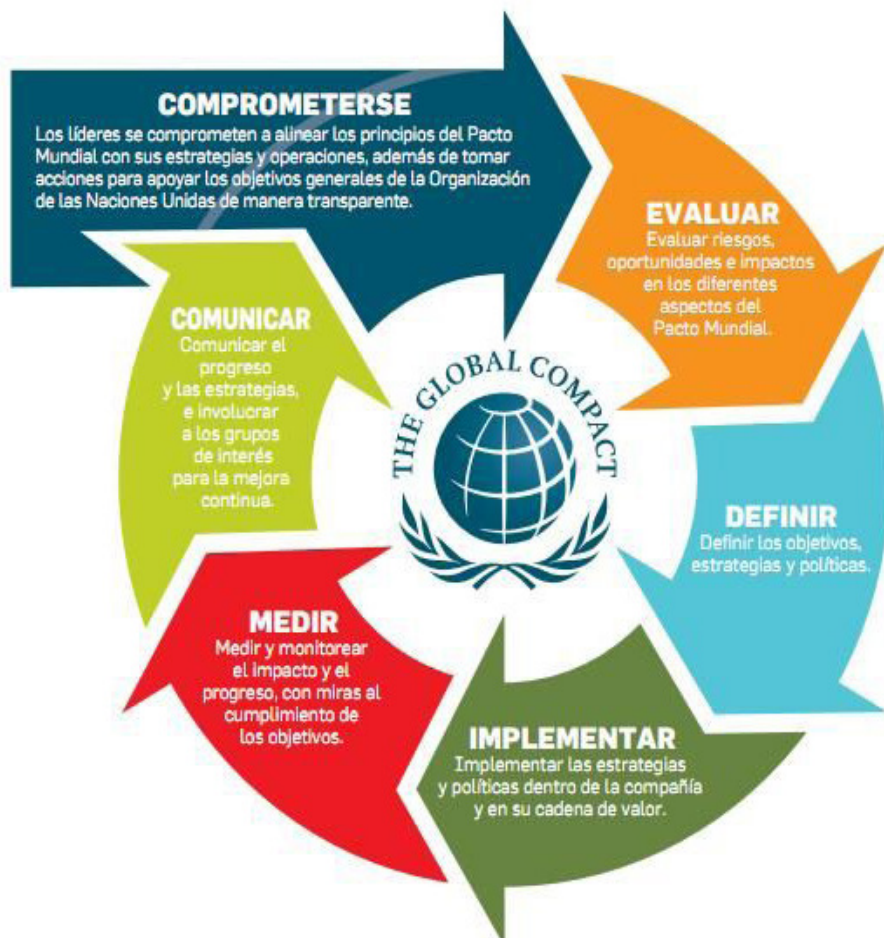 COMPROMETERSE
Los líderes se comprometen a alinear los principios del Pacto
Mundial con sus estrategias y operaciones, además de tomar
acciones para apoyar los objetivos generales de la Organización
de las Naciones Unidas de manera transparente.
EVALUAR
Evaluar riesgos,
oportunidades e impactos
en los diferentes
aspectos del
Pacto Mundial.
DEFINIR
Definir los objetivos,
estrategias y políticas.
IMPLEMENTAR
Implementar las estrategias
y políticas dentro de la compañía
y en su cadena de valor.
MEDIR
Medir y monitorear
el impacto y el
progreso, con miras al
cumplimiento de
los objetivos.
COMUNICAR
Comunicar el
progreso
y las estrategias,
e involucrar
a los grupos
de interés
para la mejora
continua.
THE GLOBAL COMPACT